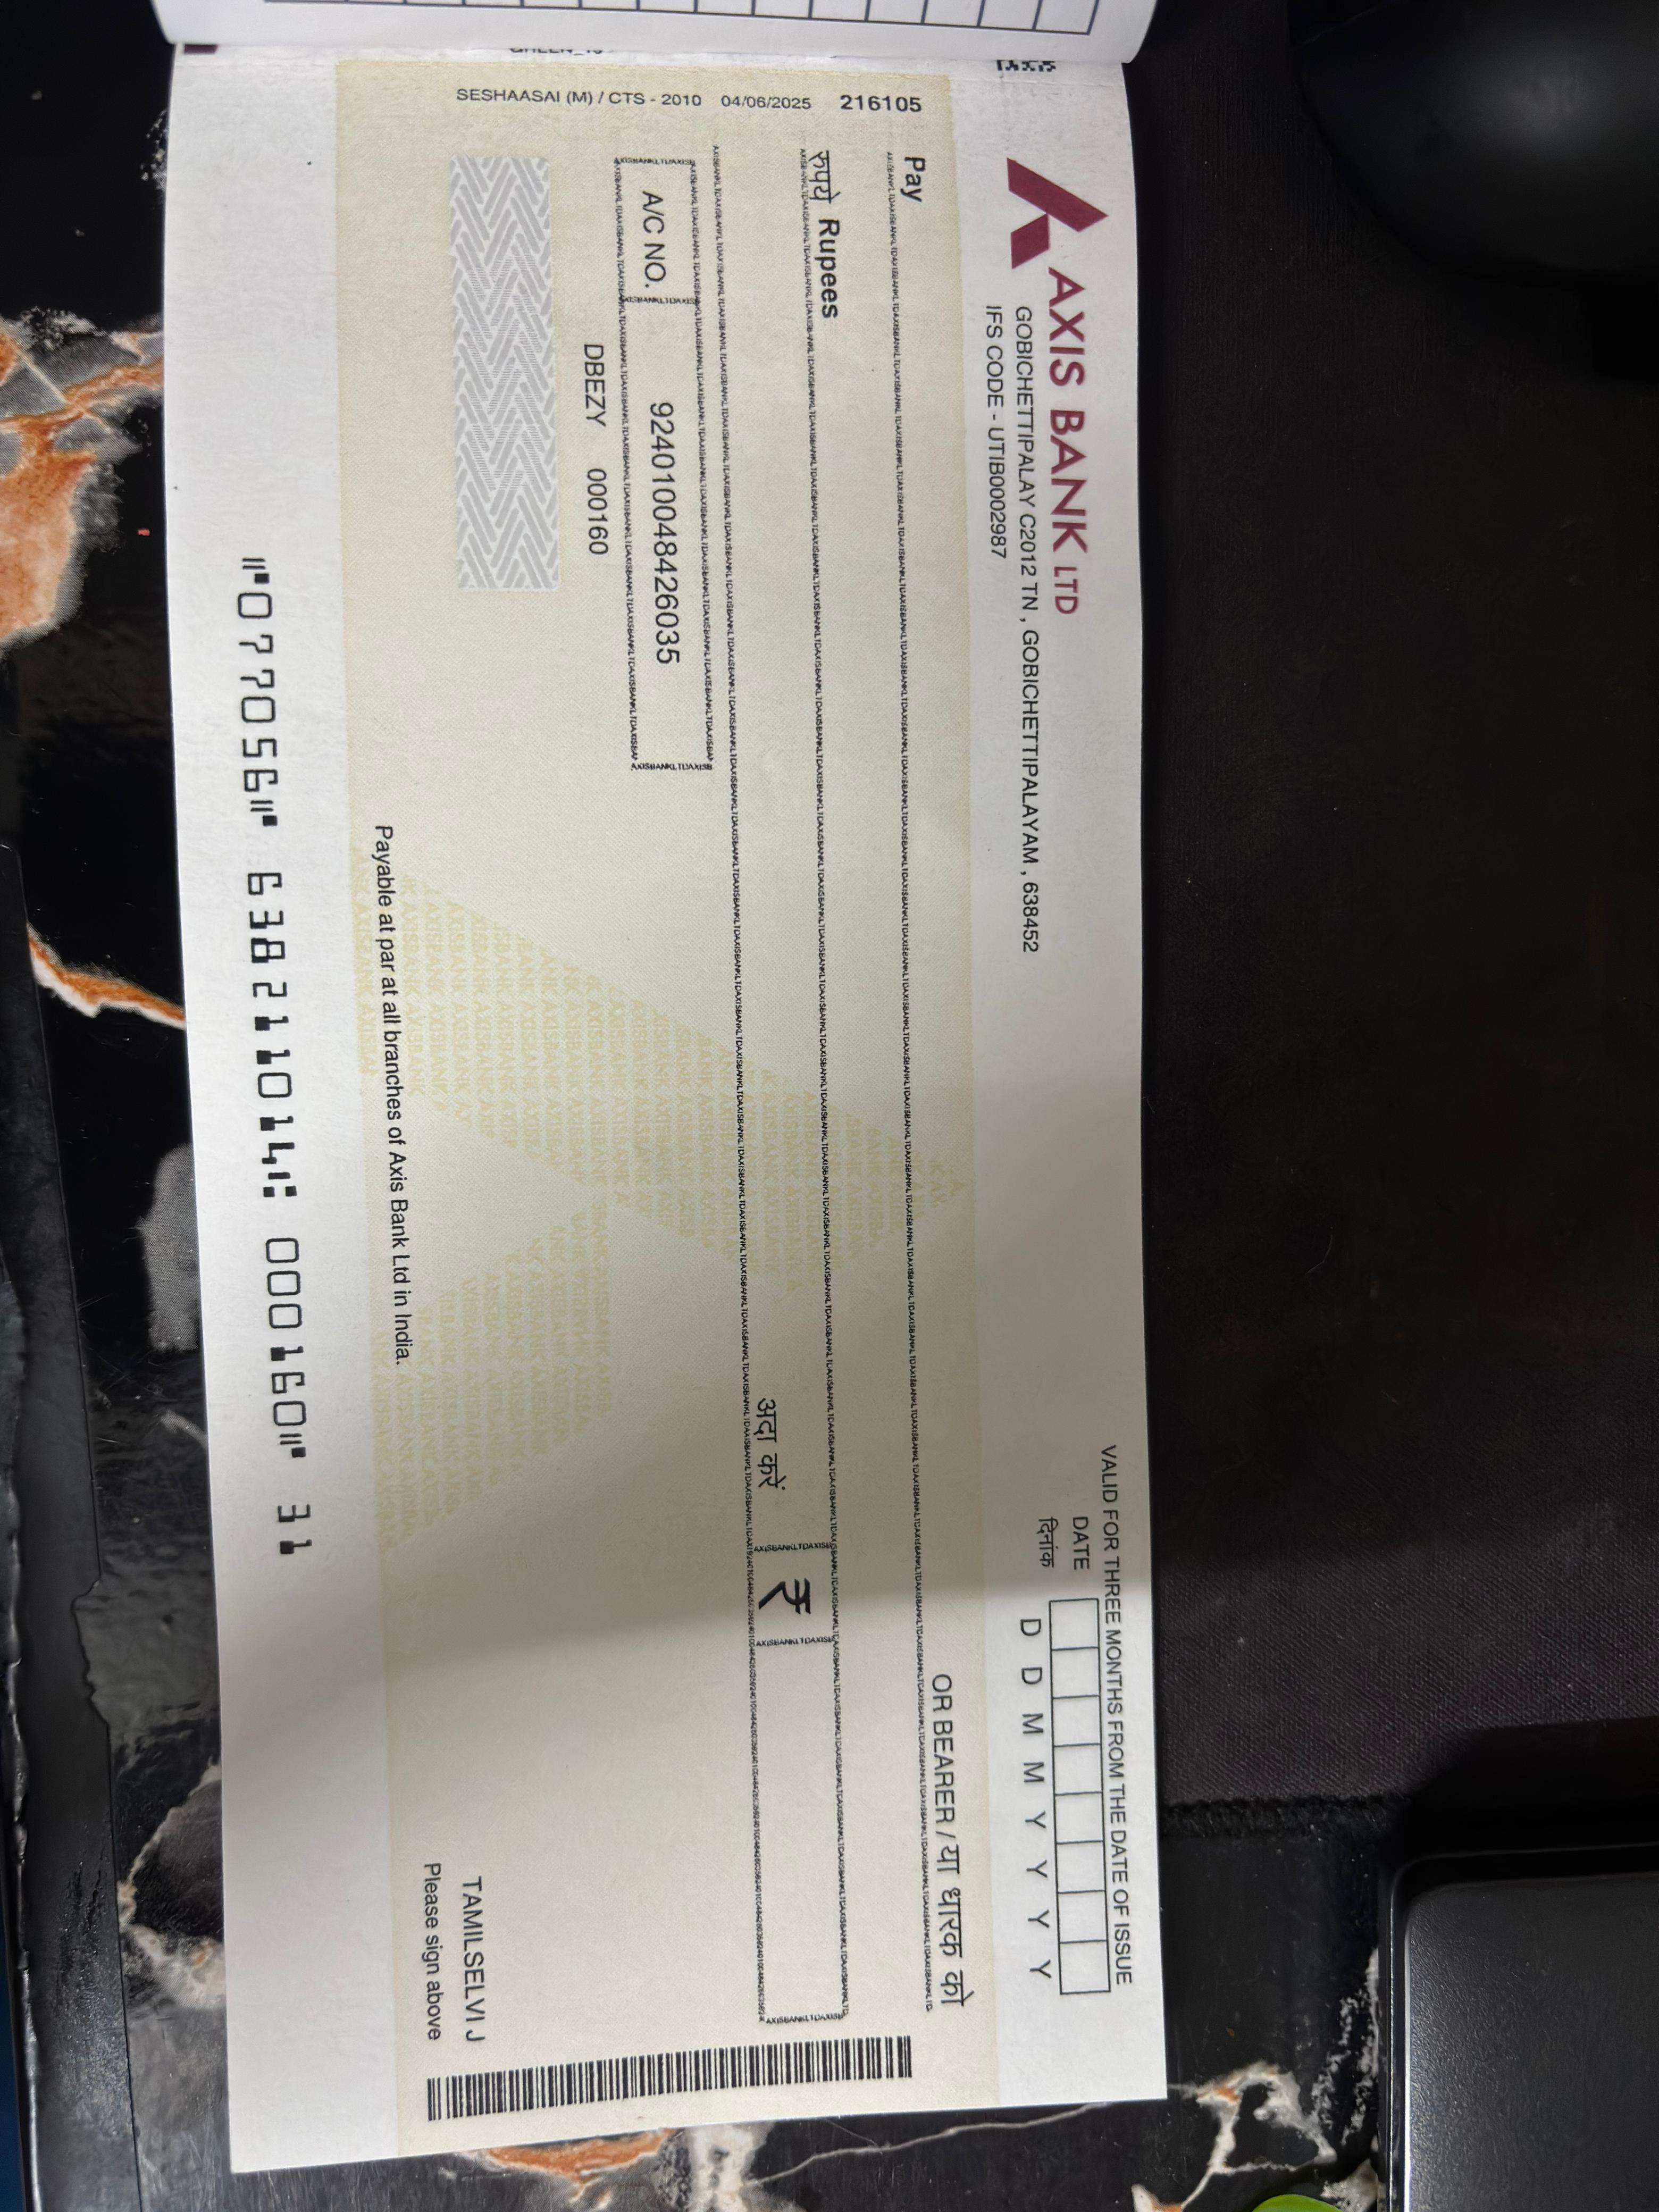 AXIS BANK LTD
GOBICHETTIPALAY C2012 TN , GOBICHETTIPALAYAM , 638452
IFS CODE - UTIB0002987
VALID FOR THREE MONTHS FROM THE DATE OF ISSUE
DATE
दिनांक
D D M M Y Y Y Y
Pay
OR BEARER / या धारक को
रुपये Rupees
अदा करें
₹
A/C NO. 924010048426035
DBEZY 000160
SESHAASAI (M) / CTS - 2010 04/06/2025 216105
TAMILSELVI J
Please sign above
Payable at par at all branches of Axis Bank Ltd in India.
⑈077056⑈ 638211014⑆ 000160⑈ 31